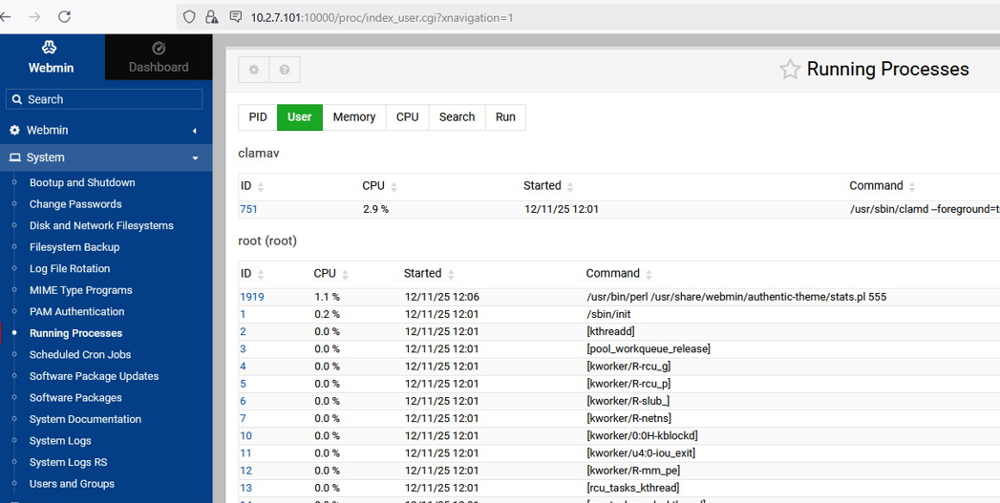 10.2.7.101:10000/proc/index_user.cgi?xnavigation=1
Webmin
Dashboard
Search
Webmin
System
Bootup and Shutdown
Change Passwords
Disk and Network Filesystems
Filesystem Backup
Log File Rotation
MIME Type Programs
PAM Authentication
Running Processes
Scheduled Cron Jobs
Software Package Updates
Software Packages
System Documentation
System Logs
System Logs RS
Users and Groups
Running Processes
PID User Memory CPU Search Run
clamav
ID CPU Started Command
751 2.9 % 12/11/25 12:01 /usr/sbin/clamd --foreground=t
root (root)
ID CPU Started Command
1919 1.1 % 12/11/25 12:06 /usr/bin/perl /usr/share/webmin/authentic-theme/stats.pl 555
1 0.2 % 12/11/25 12:01 /sbin/init
2 0.0 % 12/11/25 12:01 [kthreadd]
3 0.0 % 12/11/25 12:01 [pool_workqueue_release]
4 0.0 % 12/11/25 12:01 [kworker/R-rcu_g]
5 0.0 % 12/11/25 12:01 [kworker/R-rcu_p]
6 0.0 % 12/11/25 12:01 [kworker/R-slub_]
7 0.0 % 12/11/25 12:01 [kworker/R-netns]
10 0.0 % 12/11/25 12:01 [kworker/0:0H-kblockd]
11 0.0 % 12/11/25 12:01 [kworker/u4:0-iou_exit]
12 0.0 % 12/11/25 12:01 [kworker/R-mm_pe]
13 0.0 % 12/11/25 12:01 [rcu_tasks_kthread]